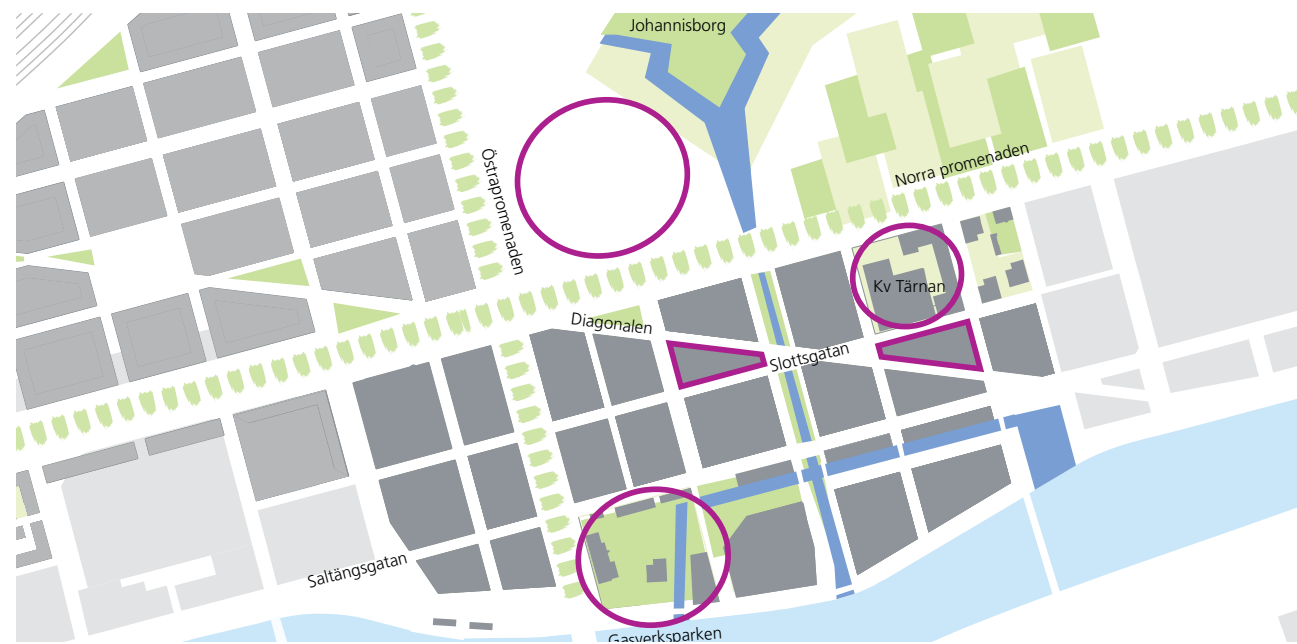 Johannisborg
Norra promenaden
Östrapromenaden
Kv Tärnan
Diagonalen
Slottsgatan
Saltängsgatan
Gasverksparken